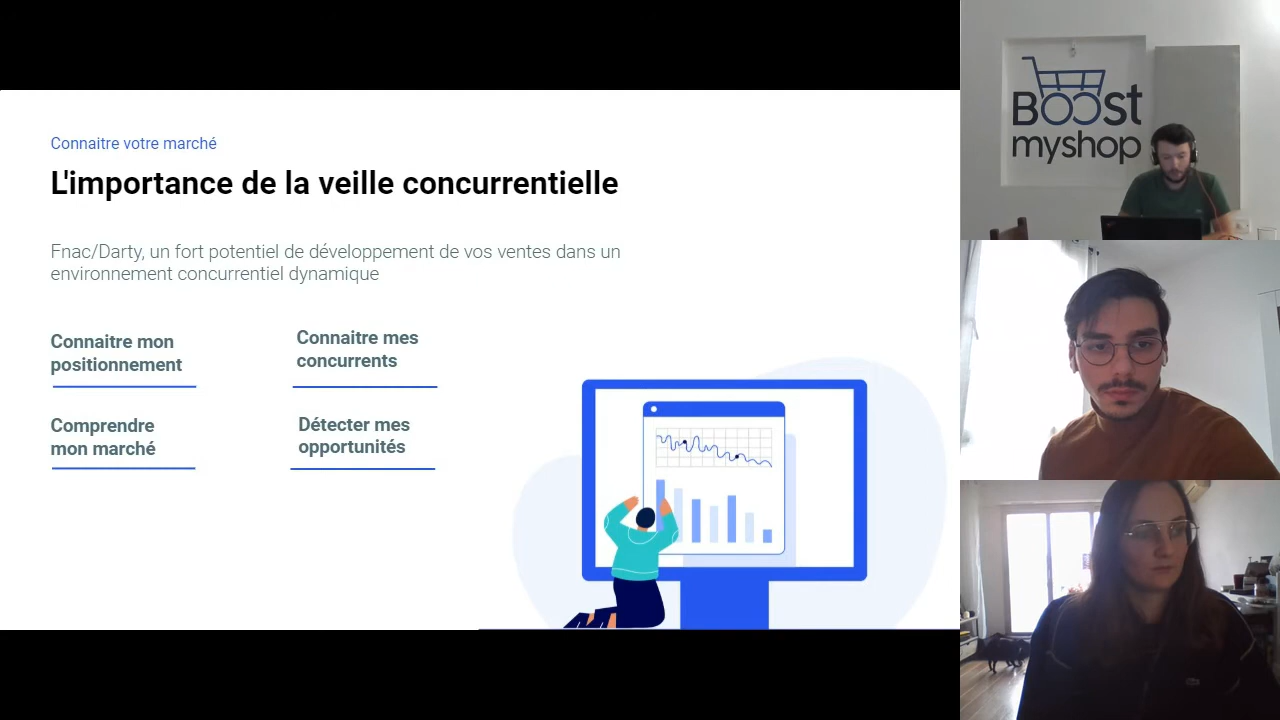 Connaitre votre marché
L'importance de la veille concurrentielle
Fnac/Darty, un fort potentiel de développement de vos ventes dans un
environnement concurrentiel dynamique
Connaitre mon
positionnement
Connaitre mes
concurrents
Comprendre
mon marché
Détecter mes
opportunités
BOOst
myshop